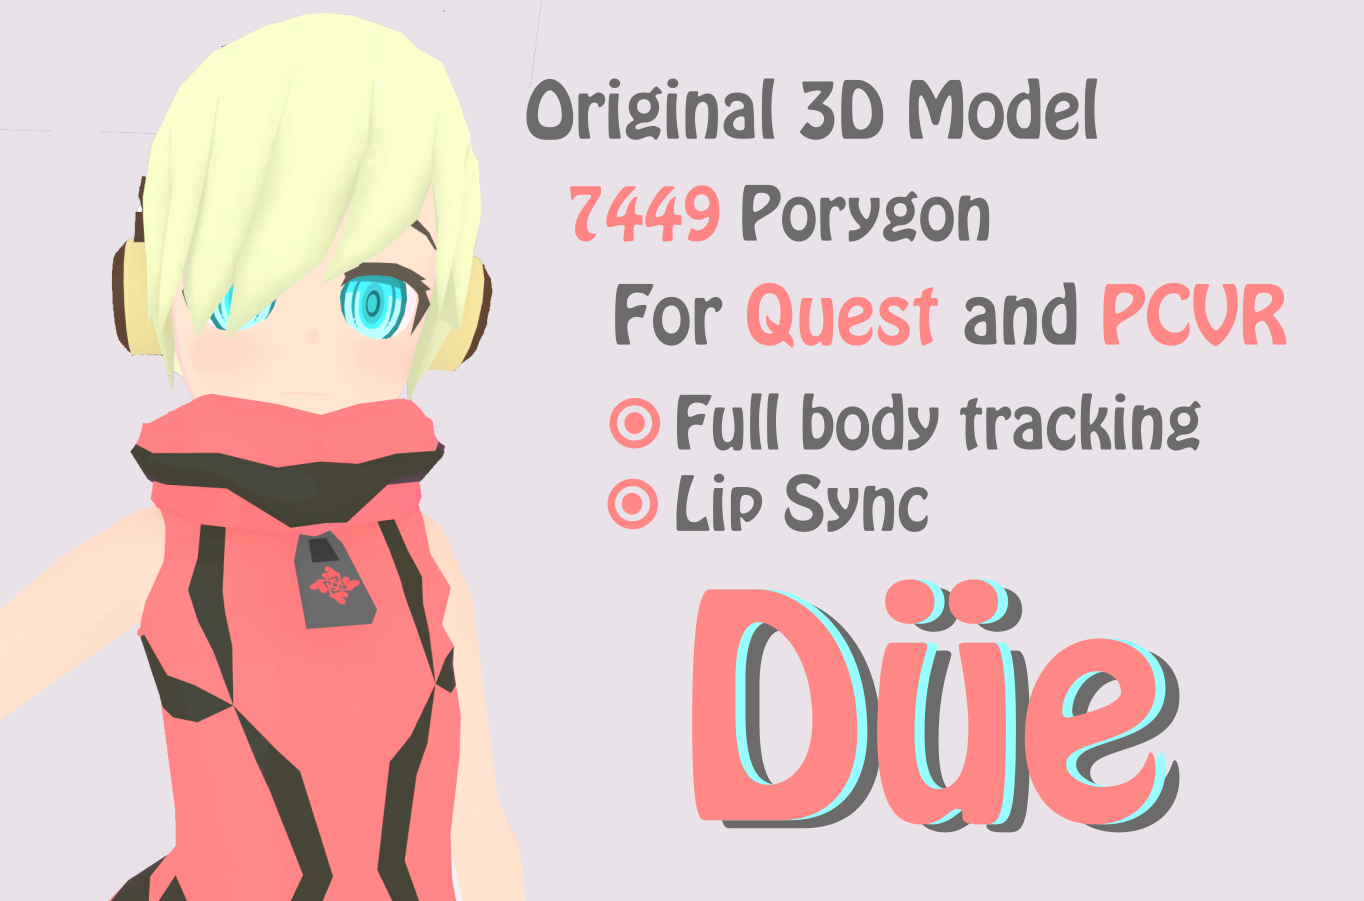 Original 3D Model
7449 Porygon
For Quest and PCVR
Full body tracking
Lip Sync
Düe